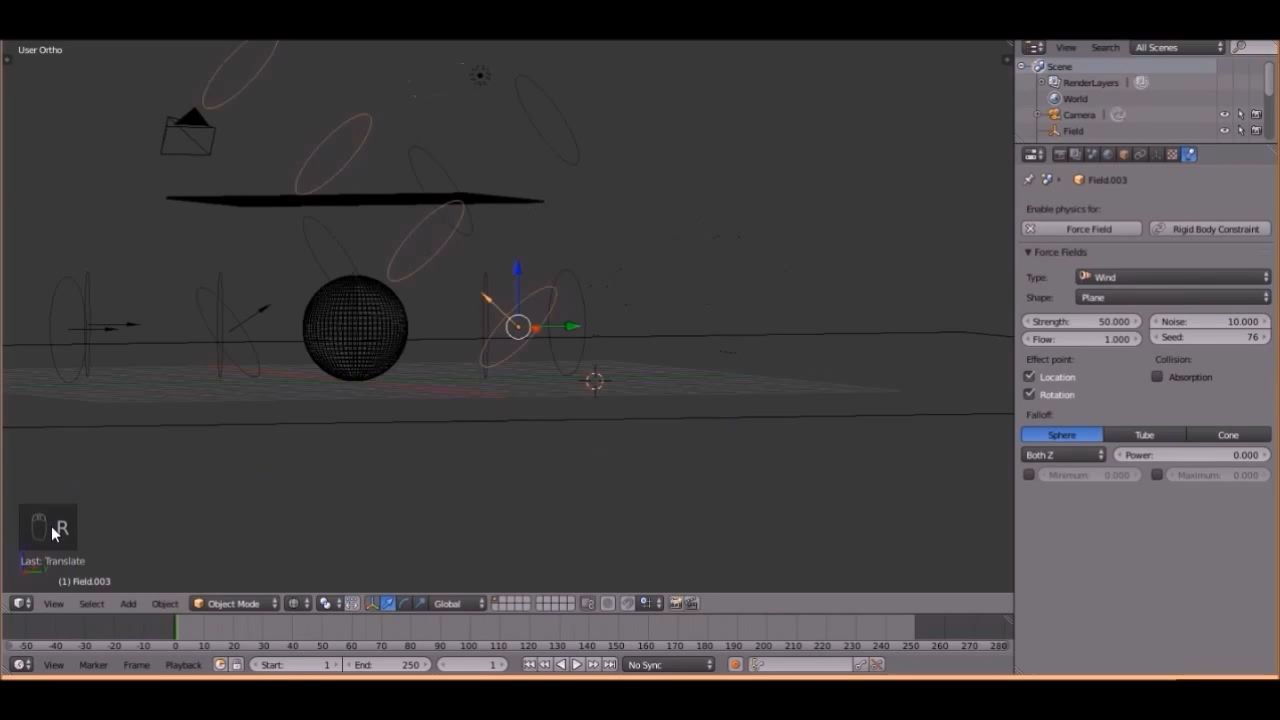 User Ortho
View Search All Scenes
Scene
RenderLayers
World
Camera
Field
Field.003
Enable physics for:
Force Field Rigid Body Constraint
Force Fields
Type: Wind
Shape: Plane
Strength: 50.000 Noise: 10.000
Flow: 1.000 Seed: 76
Effect point: Collision:
Location Absorption
Rotation
Falloff:
Sphere Tube Cone
Both Z Power: 0.000
Minimum: 0.000 Maximum: 0.000
R
Last: Translate
(1) Field.003
View Select Add Object Object Mode Global
-50 -40 -30 -20 -10 0 10 20 30 40 50 60 70 80 90 100 110 120 130 140 150 160 170 180 190 200 210 220 230 240 250 260 270 280
View Marker Frame Playback Start: 1 End: 250 1 No Sync